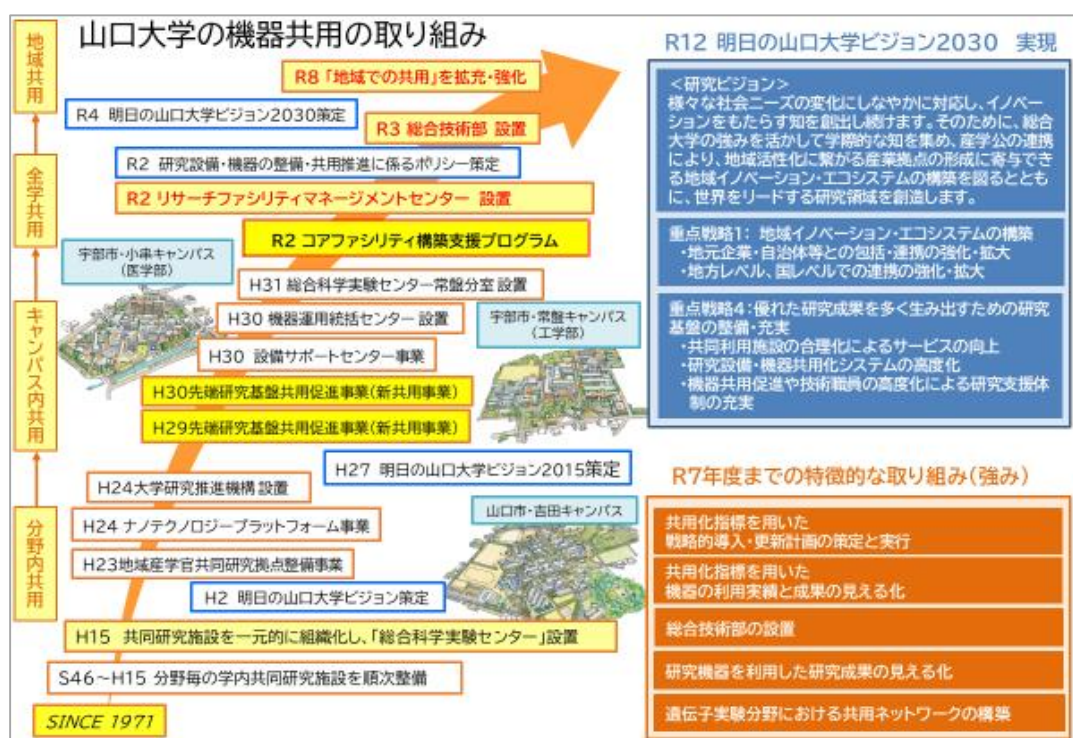 山口大学の機器共用の取り組み
地域共用
全学共用
キャンパス内共用
分野内共用
R8「地域での共用」を拡充・強化
R4 明日の山口大学ビジョン2030策定
R3 総合技術部 設置
R2 研究設備・機器の整備・共用推進に係るポリシー策定
R2 リサーチファシリティマネージメントセンター 設置
R2 コアファシリティ構築支援プログラム
宇部市・小串キャンパス
(医学部)
H31 総合科学実験センター常盤分室 設置
H30 機器運用統括センター 設置
宇部市・常盤キャンパス
(工学部)
H30 設備サポートセンター事業
H30先端研究基盤共用促進事業(新共用事業)
H29先端研究基盤共用促進事業(新共用事業)
H27 明日の山口大学ビジョン2015策定
H24大学研究推進機構 設置
山口市・吉田キャンパス
H24 ナノテクノロジープラットフォーム事業
H23地域産学官共同研究拠点整備事業
H2 明日の山口大学ビジョン策定
H15 共同研究施設を一元的に組織化し、「総合科学実験センター」設置
S46～H15 分野毎の学内共同研究施設を順次整備
SINCE 1971
R12 明日の山口大学ビジョン2030 実現
<研究ビジョン>
様々な社会ニーズの変化にしなやかに対応し、イノベー
ションをもたらす知を創出し続けます。そのために、総合
大学の強みを活かして学際的な知を集め、産学公の連携
により、地域活性化に繋がる産業拠点の形成に寄与でき
る地域イノベーション・エコシステムの構築を図るととも
に、世界をリードする研究領域を創造します。
重点戦略1: 地域イノベーション・エコシステムの構築
・地元企業・自治体等との包括・連携の強化・拡大
・地方レベル、国レベルでの連携の強化・拡大
重点戦略4:優れた研究成果を多く生み出すための研究
基盤の整備・充実
・共同利用施設の合理化によるサービスの向上
・研究設備・機器共用化システムの高度化
・機器共用促進や技術職員の高度化による研究支援体
制の充実
R7年度までの特徴的な取り組み(強み)
共用化指標を用いた
戦略的導入・更新計画の策定と実行
共用化指標を用いた
機器の利用実績と成果の見える化
総合技術部の設置
研究機器を利用した研究成果の見える化
遺伝子実験分野における共用ネットワークの構築